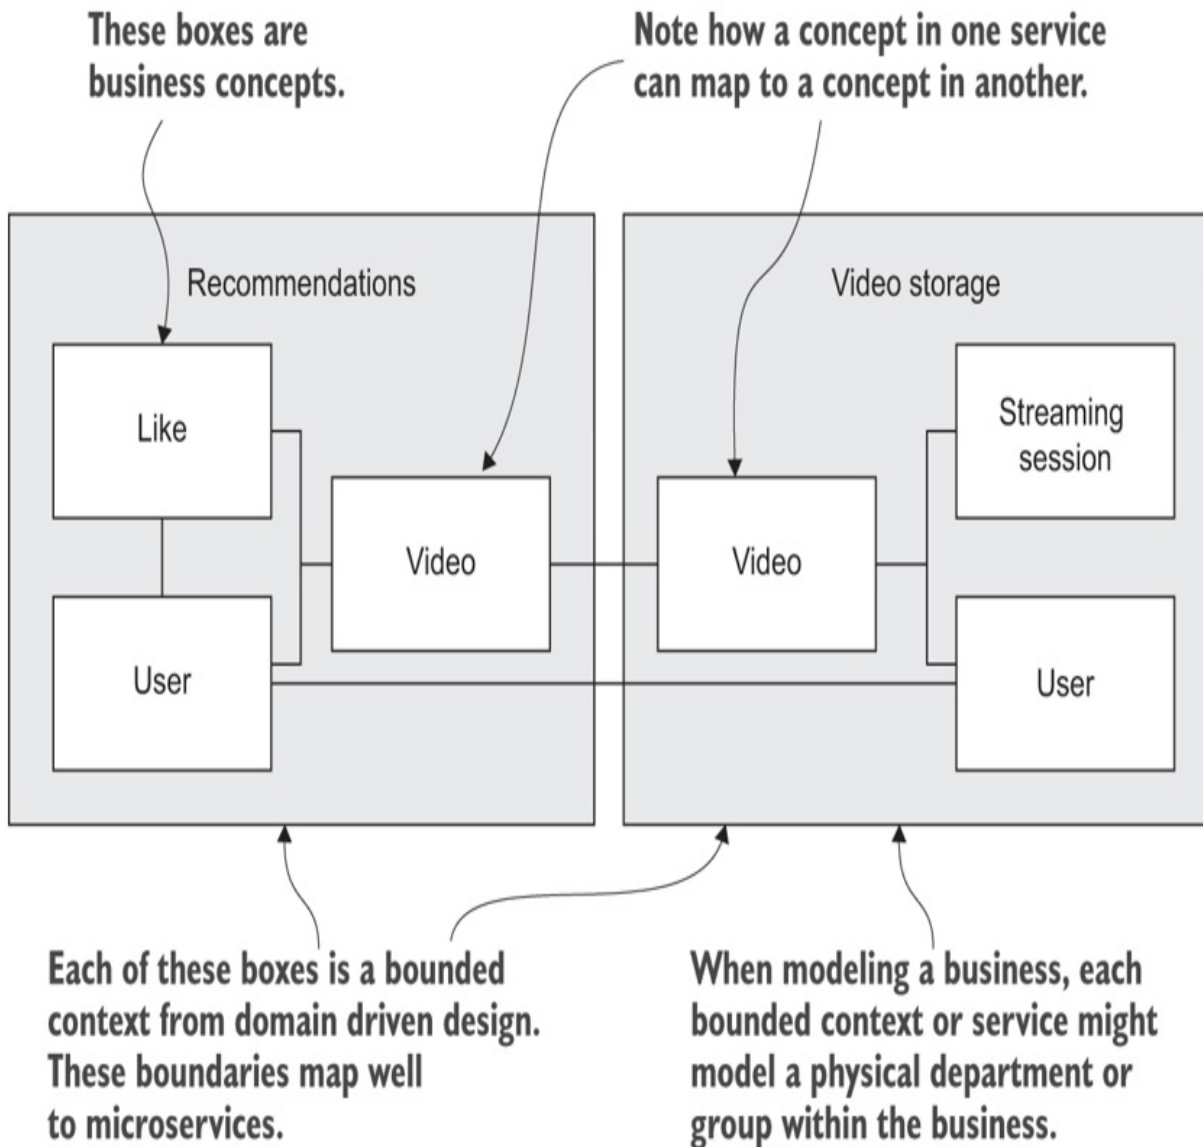 These boxes are
business concepts.
Note how a concept in one service
can map to a concept in another.
Recommendations
Like
Video
User
Video storage
Streaming
session
Video
User
Each of these boxes is a bounded
context from domain driven design.
These boundaries map well
to microservices.
When modeling a business, each
bounded context or service might
model a physical department or
group within the business.